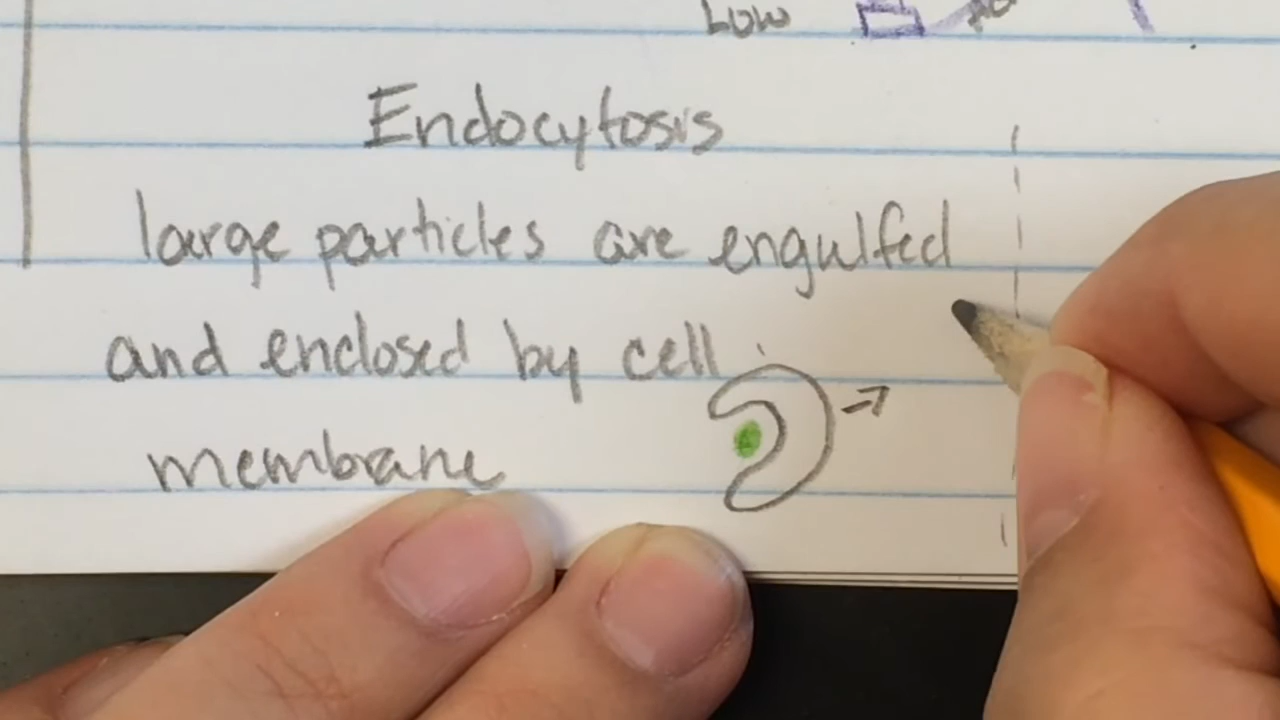 Low
Endocytosis
large particles are engulfed
and enclosed by cell
membrane